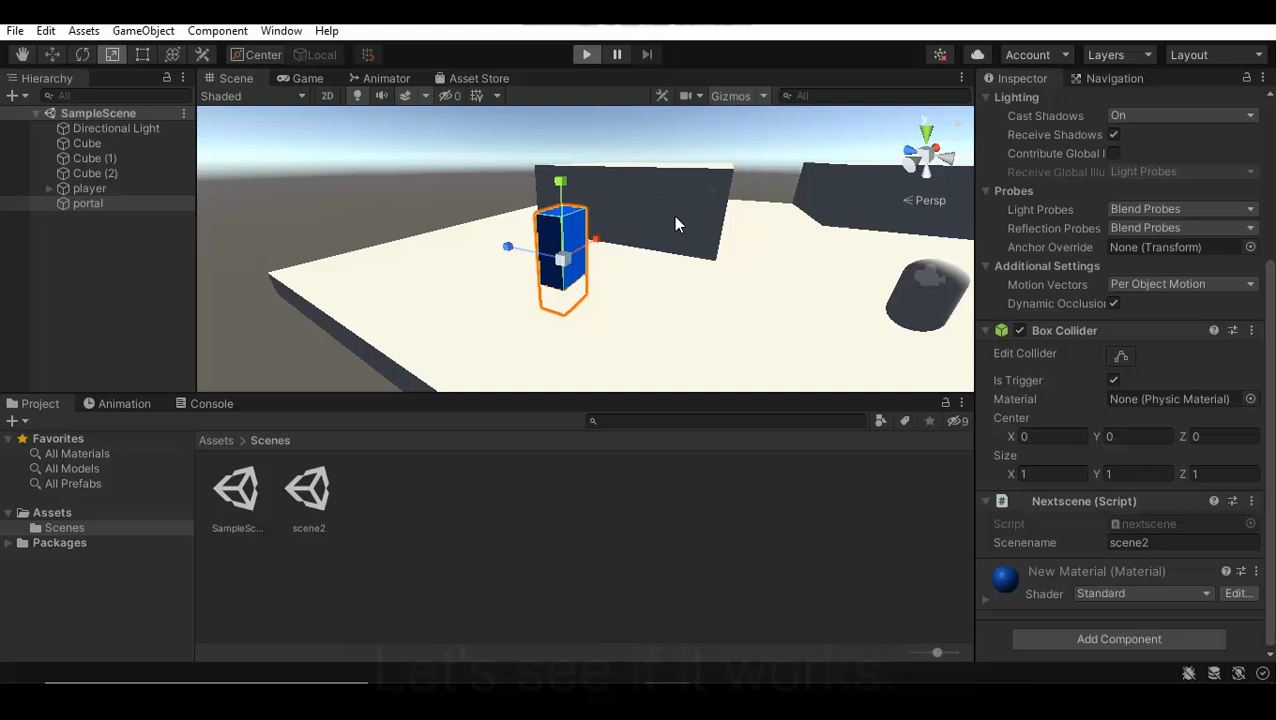 File Edit Assets GameObject Component Window Help
Center Local Account Layers Layout
Hierarchy Scene Game Animator Asset Store Inspector Navigation
All Shaded 2D 0 Gizmos All
SampleScene
Directional Light
Cube
Cube (1)
Cube (2)
player
portal
y
Persp
Lighting
Cast Shadows On
Receive Shadows
Contribute Global I
Receive Global Illu Light Probes
Probes
Light Probes Blend Probes
Reflection Probes Blend Probes
Anchor Override None (Transform)
Additional Settings
Motion Vectors Per Object Motion
Dynamic Occlusion
Box Collider
Edit Collider
Is Trigger
Material None (Physic Material)
Center
X 0 Y 0 Z 0
Size
X 1 Y 1 Z 1
Nextscene (Script)
Script nextscene
Scenename scene2
New Material (Material)
Shader Standard Edit...
Add Component
Project Animation Console
9
Favorites
All Materials
All Models
All Prefabs
Assets
Scenes
Packages
Assets > Scenes
SampleSc... scene2
Let's see if it works.